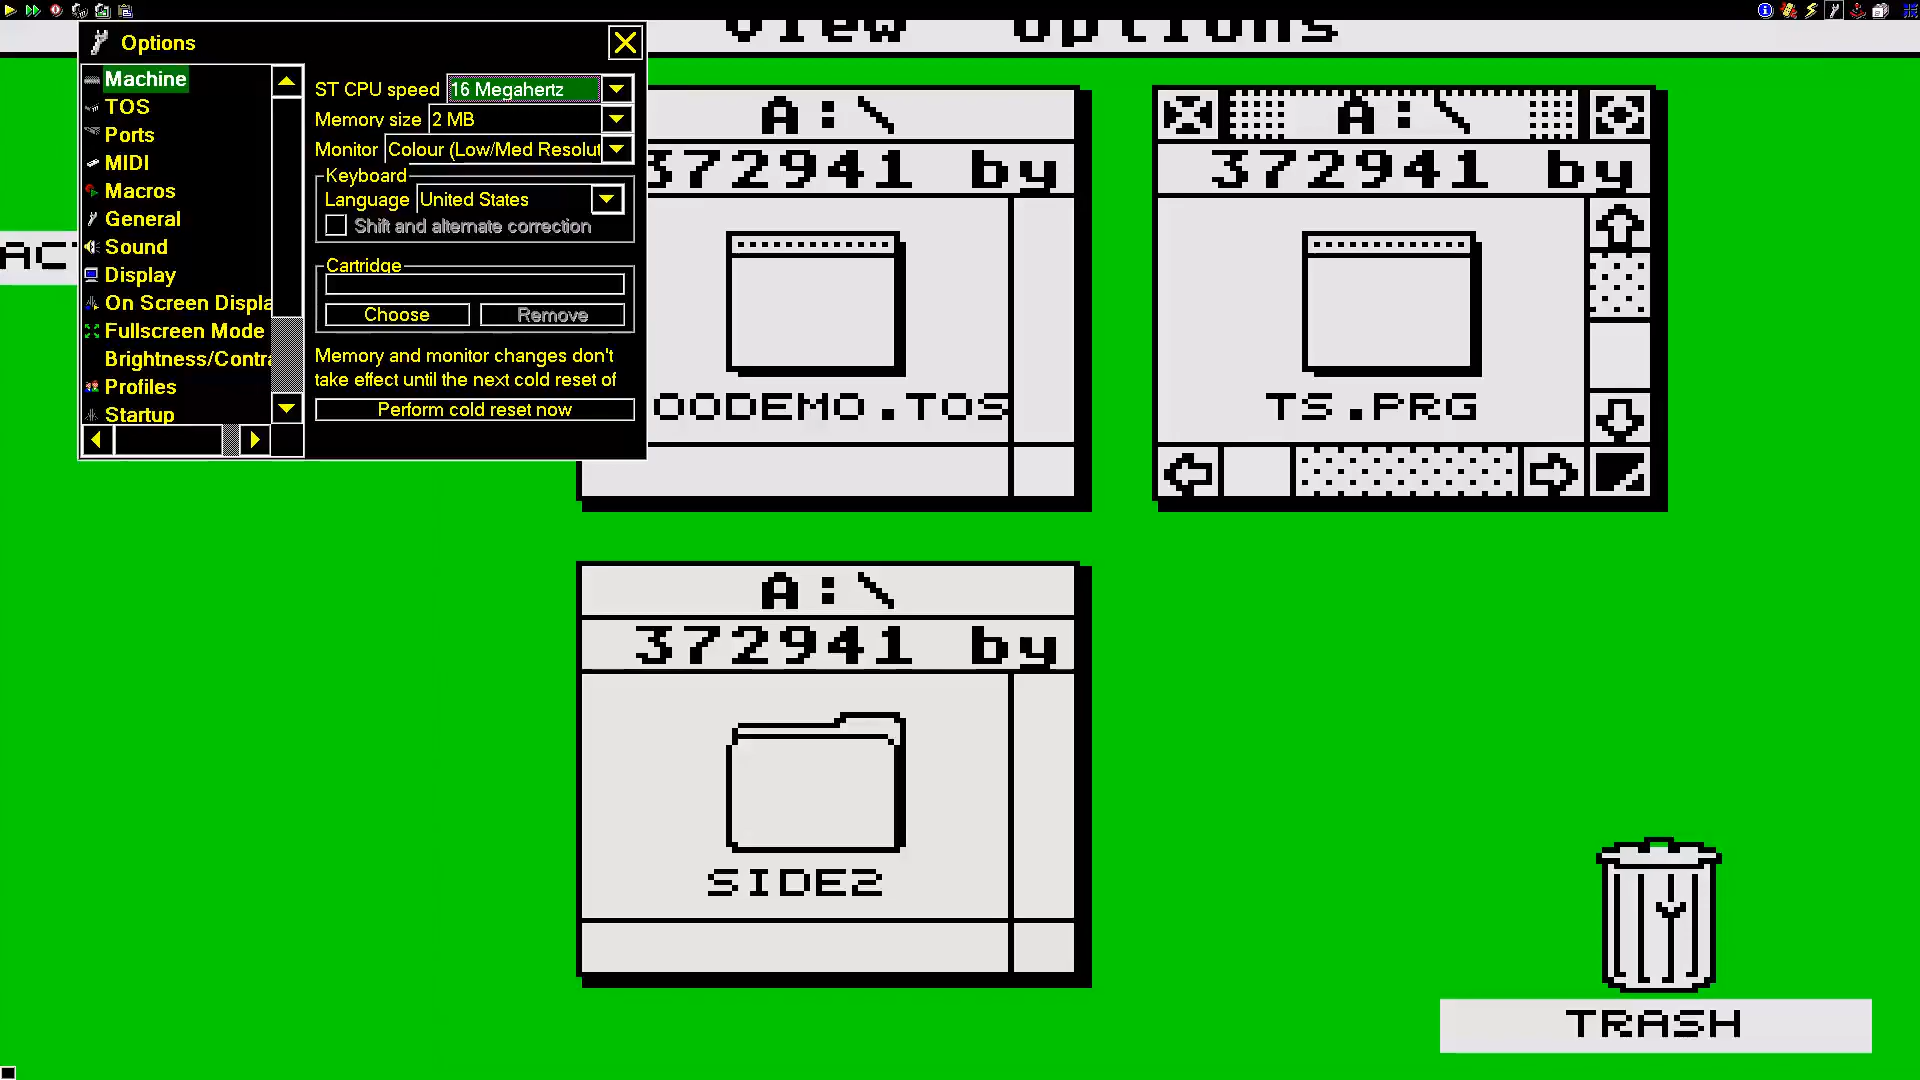 View Options
Options
Machine
TOS
Ports
MIDI
Macros
General
Sound
Display
On Screen Displa
Fullscreen Mode
Brightness/Contra
Profiles
Startup
ST CPU speed 16 Megahertz
Memory size 2 MB
Monitor Colour (Low/Med Resolut
Keyboard
Language United States
Shift and alternate correction
Cartridge
Choose Remove
Memory and monitor changes don't
take effect until the next cold reset of
Perform cold reset now
A:\
372941 by
OODEMO.TOS
A:\
372941 by
TS.PRG
A:\
372941 by
SIDE2
TRASH